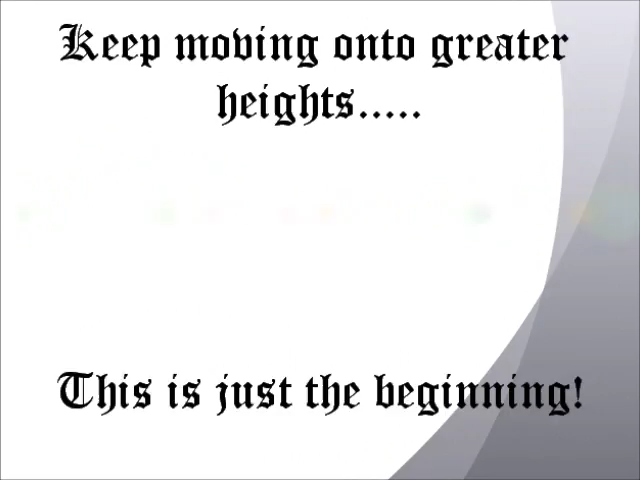 Keep moving onto greater
heights.....
This is just the beginning!